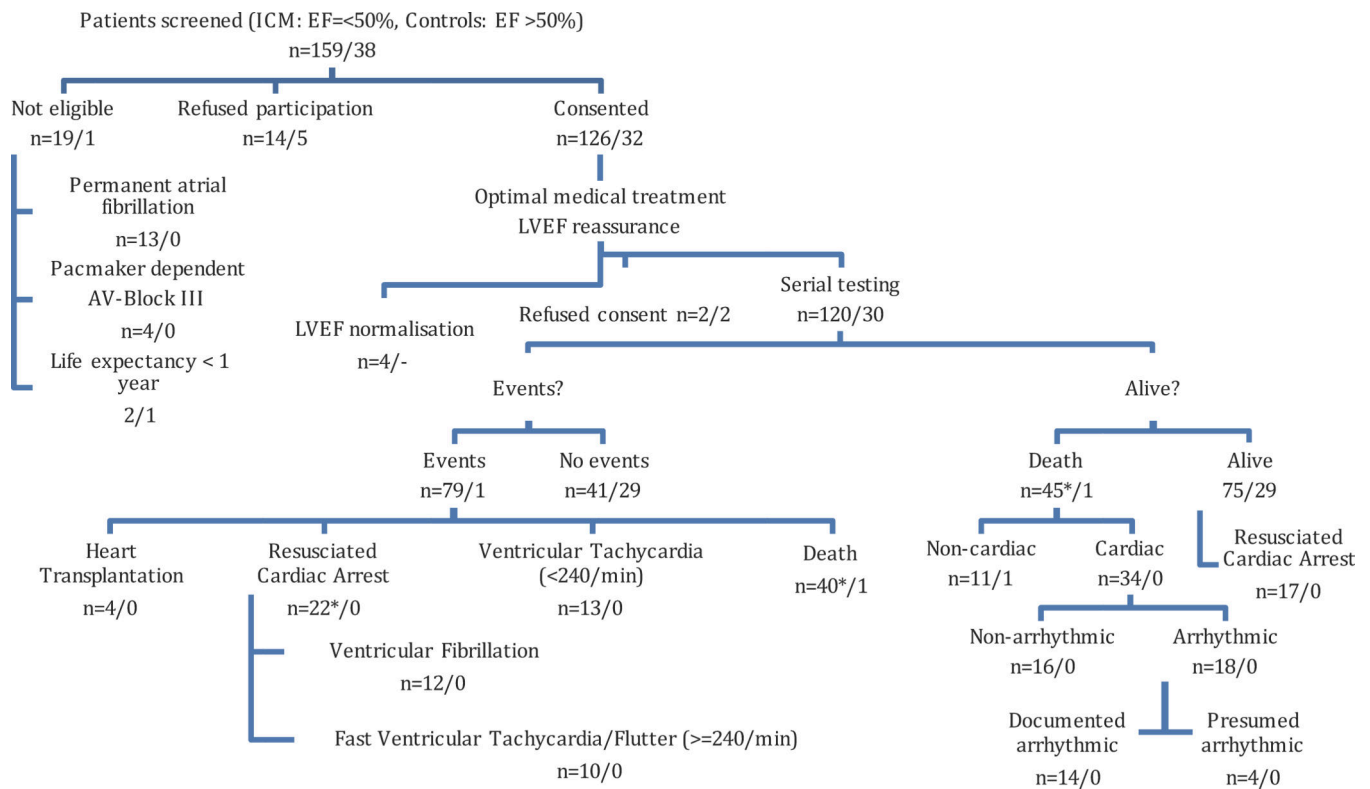 Patients screened (ICM: EF=<50%, Controls: EF >50%)
n=159/38
Not eligible
n=19/1
Refused participation
n=14/5
Consented
n=126/32
Permanent atrial
fibrillation
n=13/0
Pacmaker dependent
AV-Block III
n=4/0
Life expectancy < 1
year
2/1
Optimal medical treatment
LVEF reassurance
LVEF normalisation
n=4/-
Refused consent n=2/2
Serial testing
n=120/30
Events?
Alive?
Events
n=79/1
No events
n=41/29
Death
n=45*/1
Alive
75/29
Heart
Transplantation
n=4/0
Resusciated
Cardiac Arrest
n=22*/0
Ventricular Tachycardia
(<240/min)
n=13/0
Death
n=40*/1
Non-cardiac
n=11/1
Cardiac
n=34/0
Resusciated
Cardiac Arrest
n=17/0
Ventricular Fibrillation
n=12/0
Fast Ventricular Tachycardia/Flutter (>=240/min)
n=10/0
Non-arrhythmic
n=16/0
Arrhythmic
n=18/0
Documented
arrhythmic
n=14/0
Presumed
arrhythmic
n=4/0